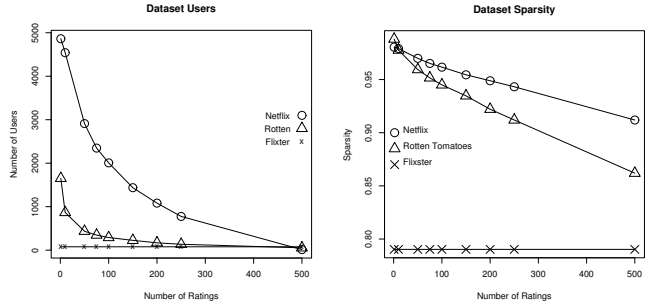 Dataset Users
Number of Users
0
1000
2000
3000
4000
5000
Netflix
Rotten
Flixter
0
100
200
300
400
500
Number of Ratings
Dataset Sparsity
Sparsity
0.80
0.85
0.90
0.95
Netflix
Rotten Tomatoes
Flixster
0
100
200
300
400
500
Number of Ratings